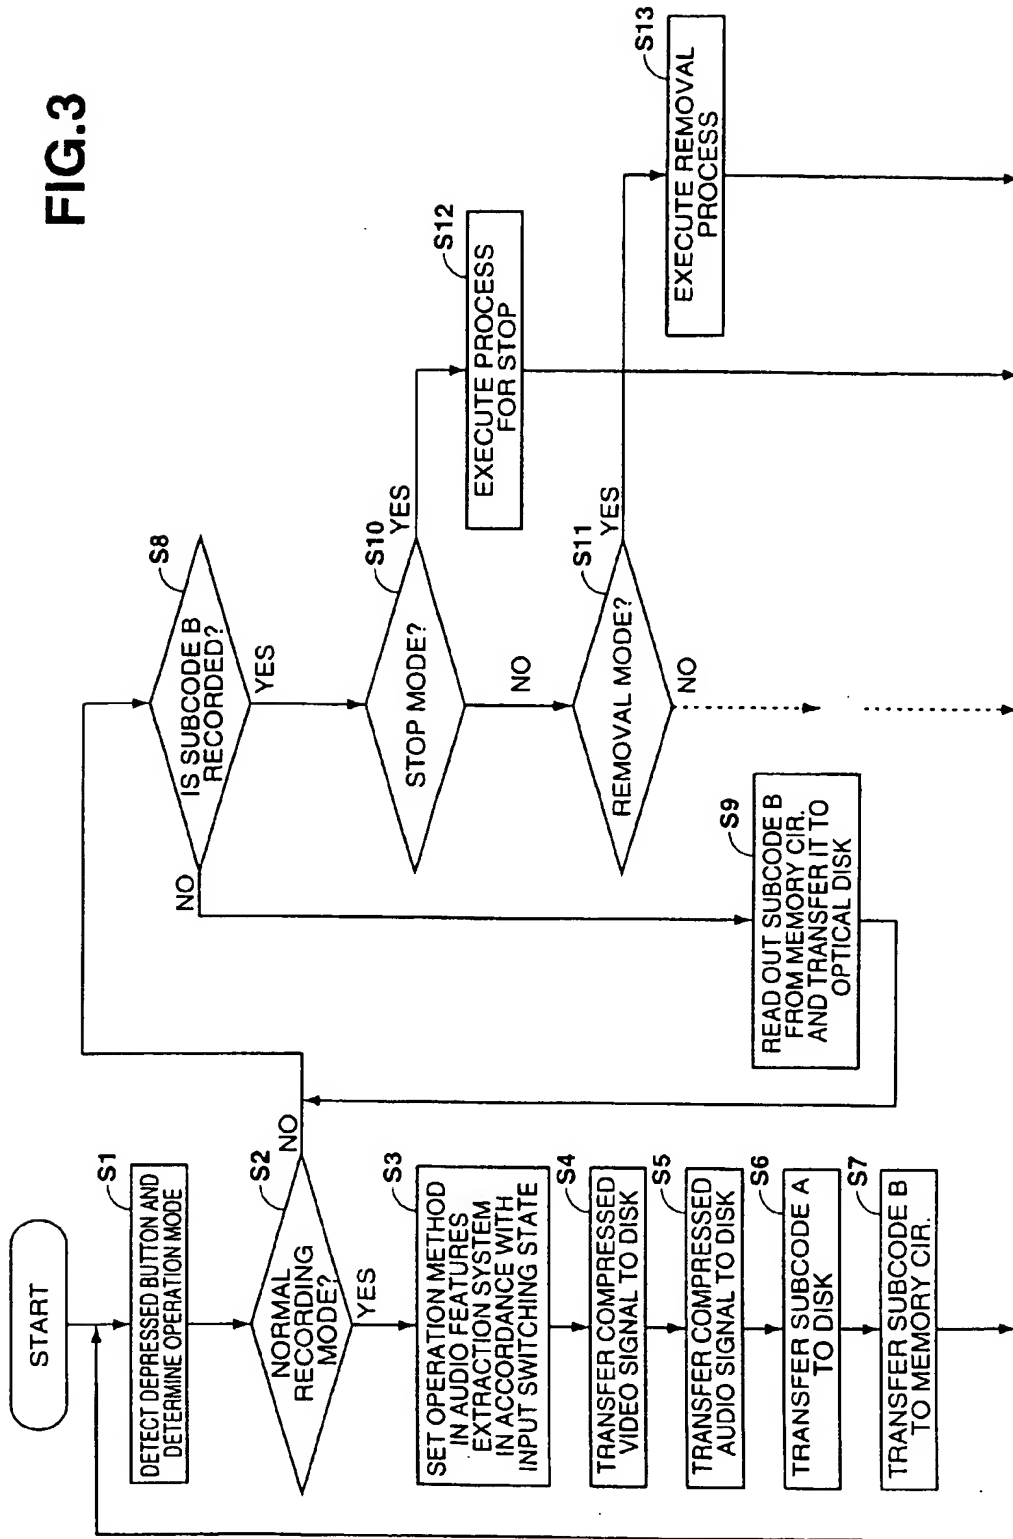 FIG.3
START
S1
DETECT DEPRESSED BUTTON AND
DETERMINE OPERATION MODE
S2
NORMAL
RECORDING
MODE?
NO
YES
S3
SET OPERATION METHOD
IN AUDIO FEATURES
EXTRACTION SYSTEM
IN ACCORDANCE WITH
INPUT SWITCHING STATE
S4
TRANSFER COMPRESSED
VIDEO SIGNAL TO DISK
S5
TRANSFER COMPRESSED
AUDIO SIGNAL TO DISK
S6
TRANSFER SUBCODE A
TO DISK
S7
TRANSFER SUBCODE B
TO MEMORY CIR.
S8
IS SUBCODE B
RECORDED?
NO
YES
S9
READ OUT SUBCODE B
FROM MEMORY CIR.
AND TRANSFER IT TO
OPTICAL DISK
S10
STOP MODE?
YES
NO
S11
REMOVAL MODE?
YES
NO
S12
EXECUTE PROCESS
FOR STOP
S13
EXECUTE REMOVAL
PROCESS